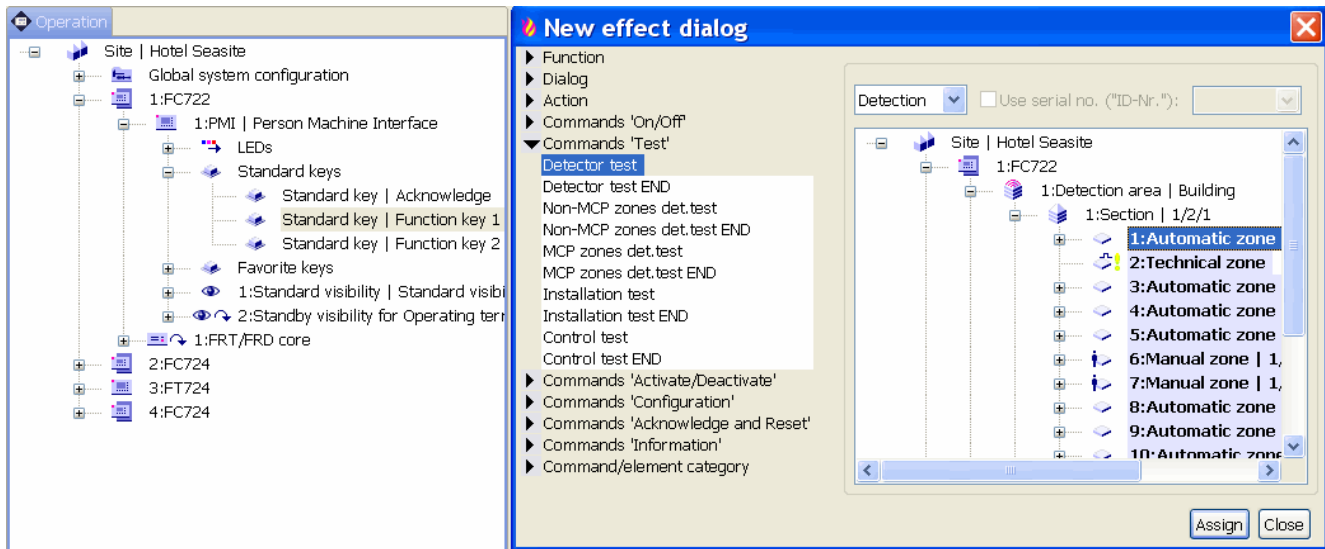 Operation
Site | Hotel Seasite
Global system configuration
1:FC722
1:PMI | Person Machine Interface
LEDs
Standard keys
Standard key | Acknowledge
Standard key | Function key 1
Standard key | Function key 2
Favorite keys
1:Standard visibility | Standard visibi
2:Standby visibility for Operating terr
1:FRT/FRD core
2:FC724
3:FT724
4:FC724
New effect dialog
Function
Dialog
Action
Commands 'On/Off'
Commands 'Test'
Detector test
Detector test END
Non-MCP zones det.test
Non-MCP zones det.test END
MCP zones det.test
MCP zones det.test END
Installation test
Installation test END
Control test
Control test END
Commands 'Activate/Deactivate'
Commands 'Configuration'
Commands 'Acknowledge and Reset'
Commands 'Information'
Command/element category
Detection
Use serial no. ("ID-Nr."):
Site | Hotel Seasite
1:FC722
1:Detection area | Building
1:Section | 1/2/1
1:Automatic zone
2:Technical zone
3:Automatic zone
4:Automatic zone
5:Automatic zone
6:Manual zone | 1,
7:Manual zone | 1,
8:Automatic zone
9:Automatic zone
10:Automatic zone
Assign
Close